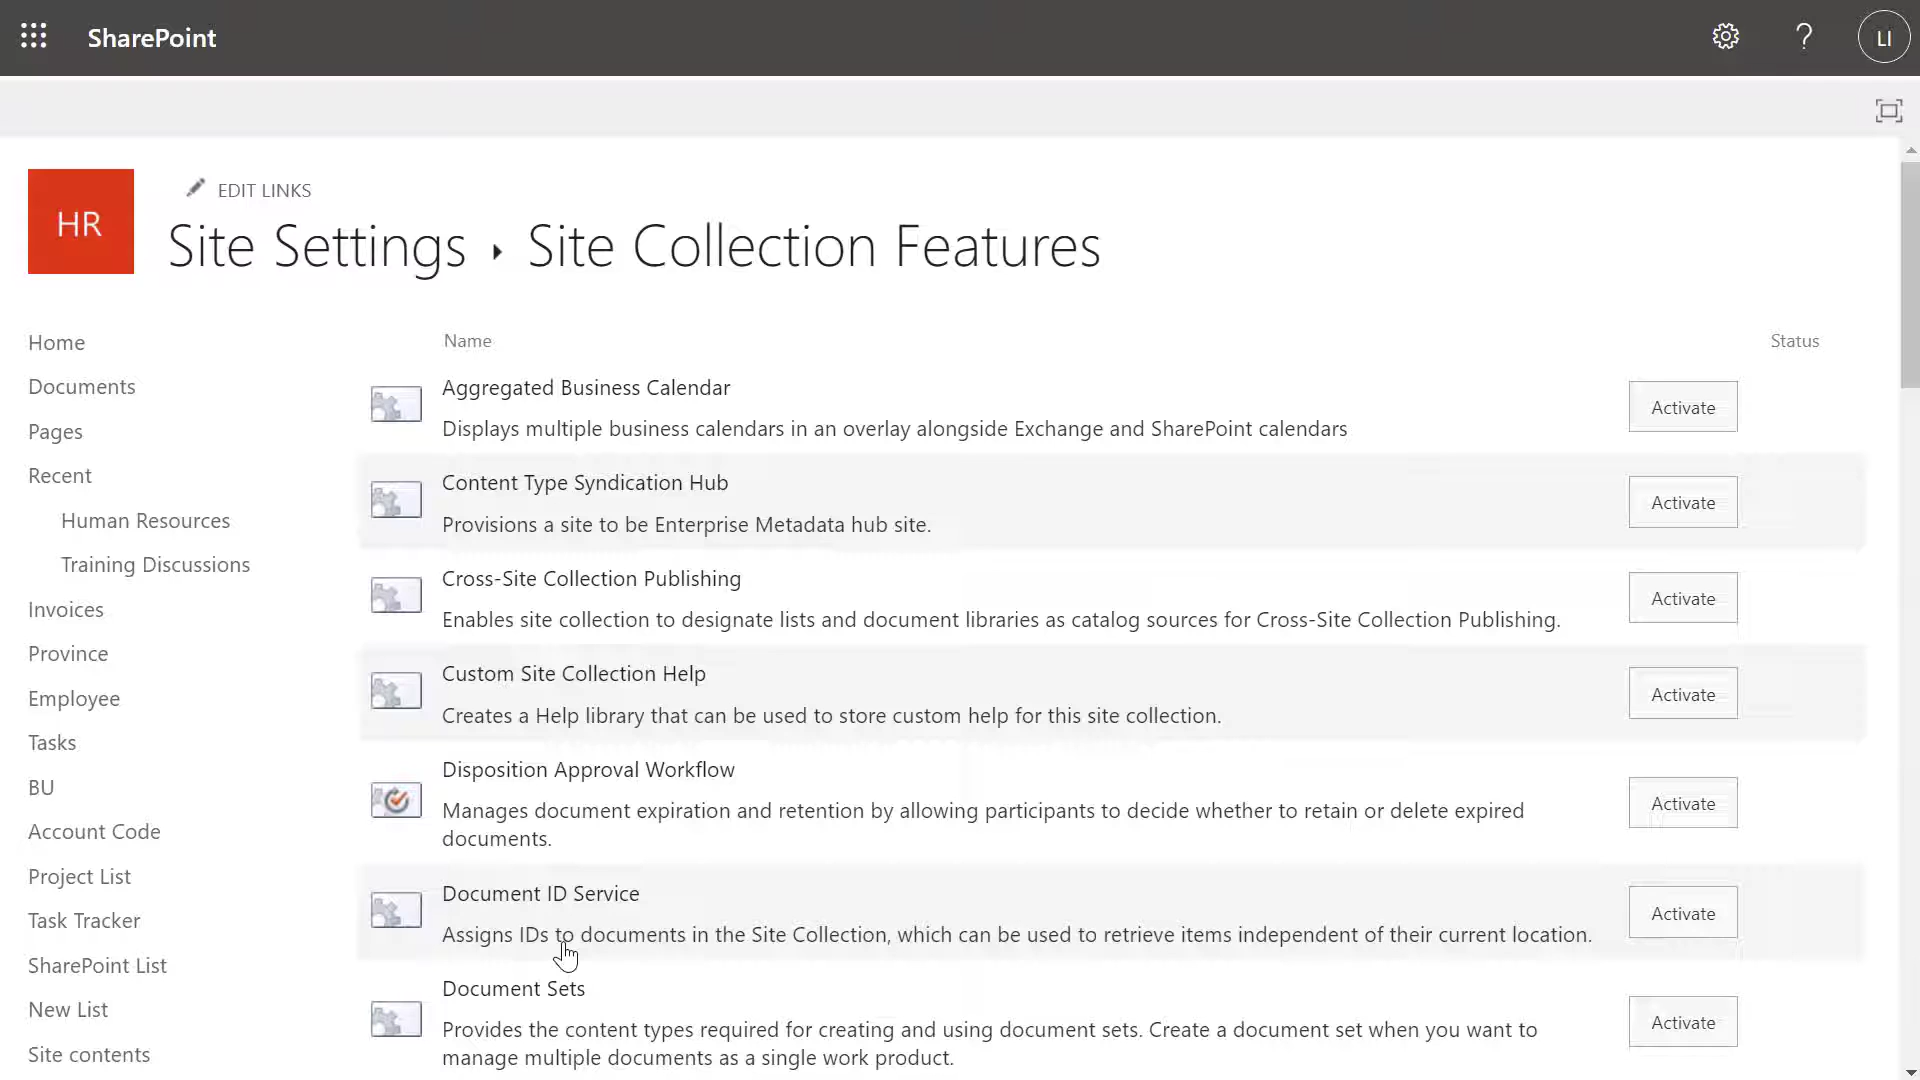 SharePoint
?
LI
HR
EDIT LINKS
Site Settings ▸ Site Collection Features
Home
Documents
Pages
Recent
Human Resources
Training Discussions
Invoices
Province
Employee
Tasks
BU
Account Code
Project List
Task Tracker
SharePoint List
New List
Site contents
Name
Status
Aggregated Business Calendar
Displays multiple business calendars in an overlay alongside Exchange and SharePoint calendars
Activate
Content Type Syndication Hub
Provisions a site to be Enterprise Metadata hub site.
Activate
Cross-Site Collection Publishing
Enables site collection to designate lists and document libraries as catalog sources for Cross-Site Collection Publishing.
Activate
Custom Site Collection Help
Creates a Help library that can be used to store custom help for this site collection.
Activate
Disposition Approval Workflow
Manages document expiration and retention by allowing participants to decide whether to retain or delete expired
documents.
Activate
Document ID Service
Assigns IDs to documents in the Site Collection, which can be used to retrieve items independent of their current location.
Activate
Document Sets
Provides the content types required for creating and using document sets. Create a document set when you want to
manage multiple documents as a single work product.
Activate